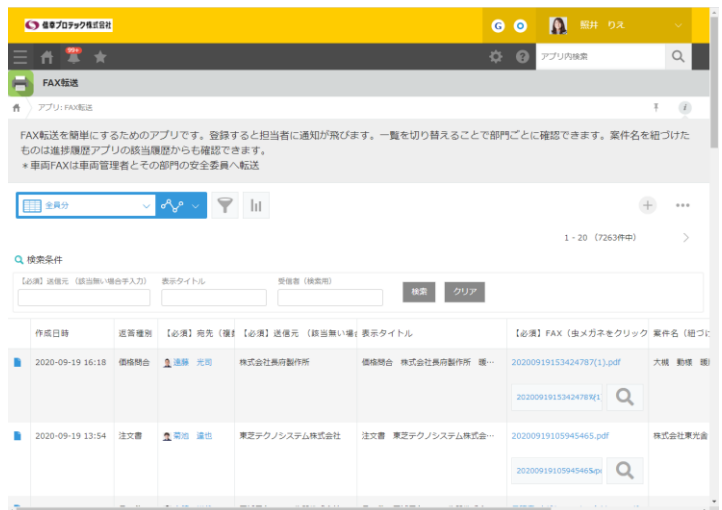 信幸プロテック株式会社
G
照井 りえ
99+
アプリ内検索
FAX転送
アプリ: FAX転送
FAX転送を簡単にするためのアプリです。登録すると担当者に通知が飛びます。一覧を切り替えることで部門ごとに確認できます。案件名を紐づけた
ものは進捗履歴アプリの該当履歴からも確認できます。
＊車両FAXは車両管理者とその部門の安全委員へ転送
全員分
1 - 20 （7263件中）
検索条件
【必須】送信元 （該当無い場合手入力） 表示タイトル 受信者（検索用）
検索 クリア
作成日時 返答種別 【必須】宛先（複 【必須】送信元 （該当無い場合 表示タイトル 【必須】FAX（虫メガネをクリック 案件名（紐づけ
2020-09-19 16:18 価格問合 遠藤 元司 株式会社長府製作所 価格問合 株式会社長府製作所 暖… 20200919153424787(1).pdf 大槻 勤様 暖
20200919153424787(1
2020-09-19 13:54 注文書 菊地 達也 東芝テクノシステム株式会社 注文書 東芝テクノシステム株式会… 20200919105945465.pdf 株式会社東光舎